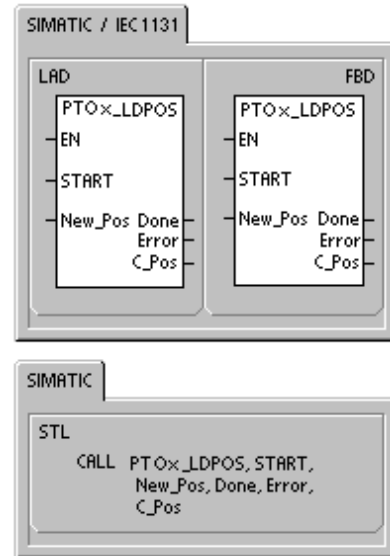 SIMATIC / IEC1131
LAD
FBD
PTOx_LDPOS
EN
START
New_Pos Done
Error
C_Pos
PTOx_LDPOS
EN
START
New_Pos Done
Error
C_Pos
SIMATIC
STL
CALL PTOx_LDPOS, START,
New_Pos, Done, Error,
C_Pos